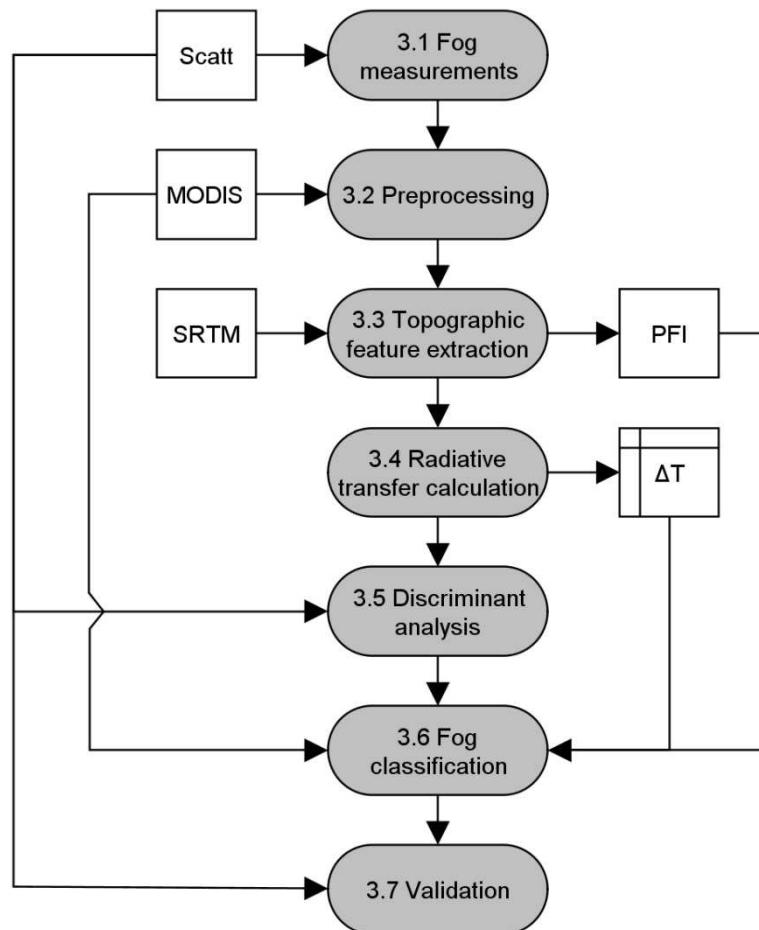 Scatt
3.1 Fog
measurements
MODIS
3.2 Preprocessing
SRTM
3.3 Topographic
feature extraction
PFI
3.4 Radiative
transfer calculation
ΔT
3.5 Discriminant
analysis
3.6 Fog
classification
3.7 Validation